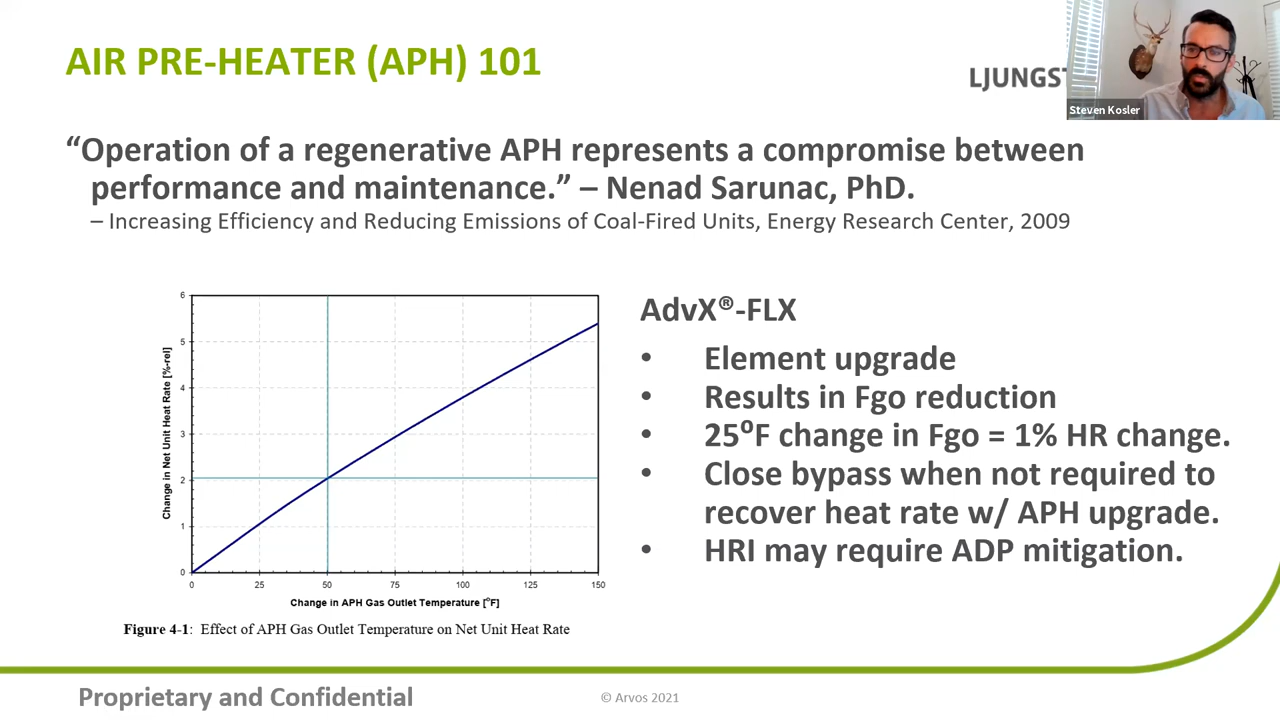 AIR PRE-HEATER (APH) 101
LJUNGST
Steven Kosler
“Operation of a regenerative APH represents a compromise between
performance and maintenance.” – Nenad Sarunac, PhD.
– Increasing Efficiency and Reducing Emissions of Coal-Fired Units, Energy Research Center, 2009
Change in Net Unit Heat Rate [%-rel]
6
5
4
3
2
1
0
0 25 50 75 100 125 150
Change in APH Gas Outlet Temperature [°F]
Figure 4-1: Effect of APH Gas Outlet Temperature on Net Unit Heat Rate
AdvX®-FLX
• Element upgrade
• Results in Fgo reduction
• 25⁰F change in Fgo = 1% HR change.
• Close bypass when not required to
recover heat rate w/ APH upgrade.
• HRI may require ADP mitigation.
Proprietary and Confidential
© Arvos 2021